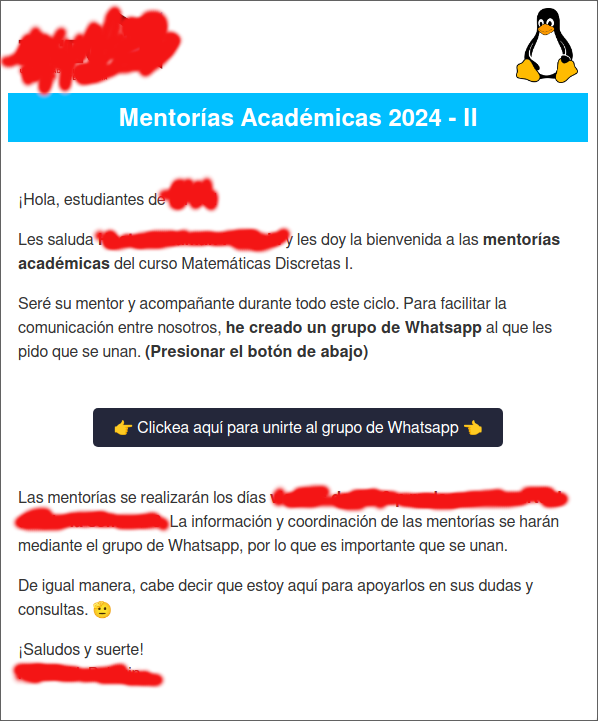 Mentorías Académicas 2024 - II
¡Hola, estudiantes de
Les saluda y les doy la bienvenida a las mentorías
académicas del curso Matemáticas Discretas I.
Seré su mentor y acompañante durante todo este ciclo. Para facilitar la
comunicación entre nosotros, he creado un grupo de Whatsapp al que les
pido que se unan. (Presionar el botón de abajo)
👉 Clickea aquí para unirte al grupo de Whatsapp 👈
Las mentorías se realizarán los días
La información y coordinación de las mentorías se harán
mediante el grupo de Whatsapp, por lo que es importante que se unan.
De igual manera, cabe decir que estoy aquí para apoyarlos en sus dudas y
consultas. 🫡
¡Saludos y suerte!